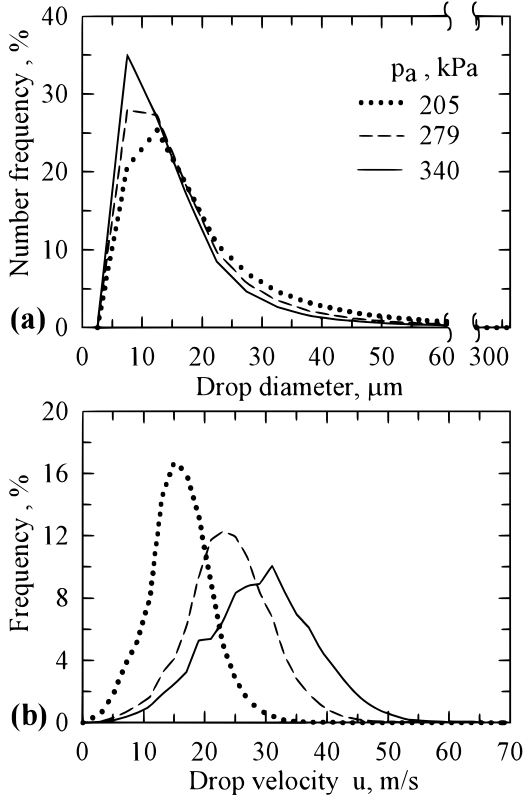 40
30
20
10
0
Number frequency, %
pa , kPa
205
279
340
(a)
0 10 20 30 40 50 60 300
Drop diameter, μm
20
16
12
8
4
0
Frequency, %
(b)
0 10 20 30 40 50 60 70
Drop velocity u, m/s